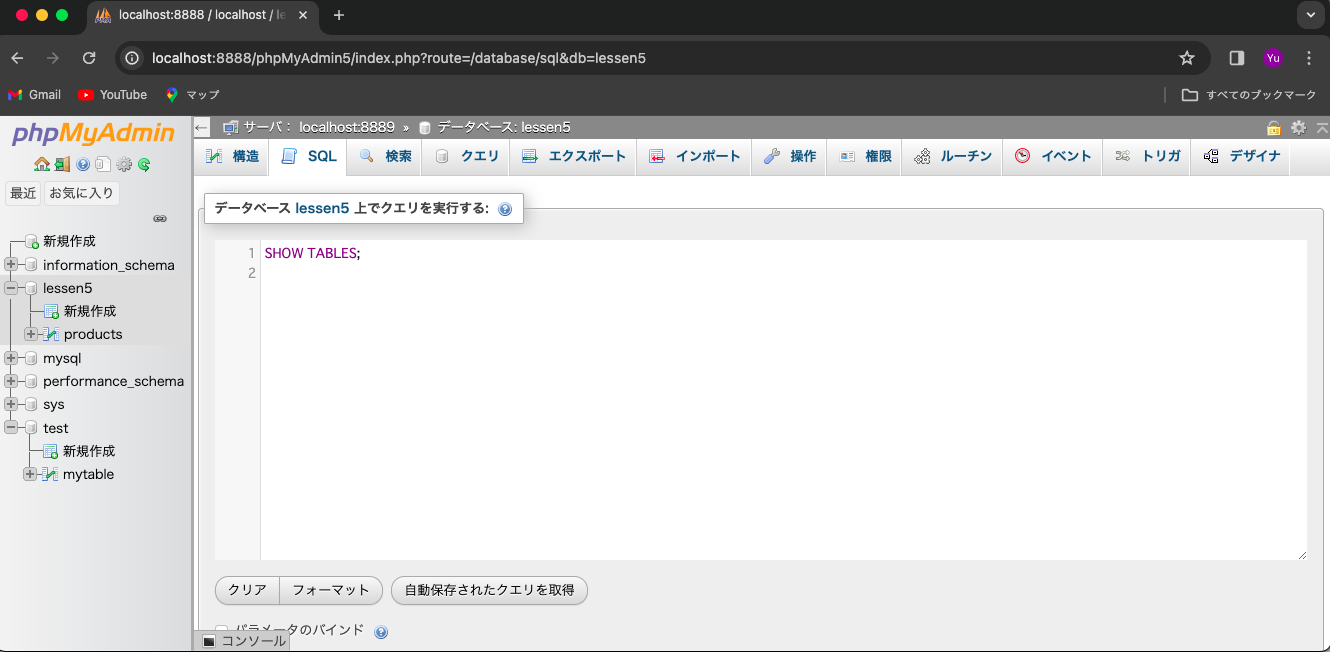 localhost:8888 / localhost / le
localhost:8888/phpMyAdmin5/index.php?route=/database/sql&db=lessen5
Yu
Gmail
YouTube
マップ
すべてのブックマーク
phpMyAdmin
最近
お気に入り
新規作成
information_schema
lessen5
新規作成
products
mysql
performance_schema
sys
test
新規作成
mytable
サーバ: localhost:8889 » データベース: lessen5
構造 SQL 検索 クエリ エクスポート インポート 操作 権限 ルーチン イベント トリガ デザイナ
データベース lessen5 上でクエリを実行する:
1 SHOW TABLES;
2
クリア フォーマット 自動保存されたクエリを取得
パラメータのバインド
コンソール